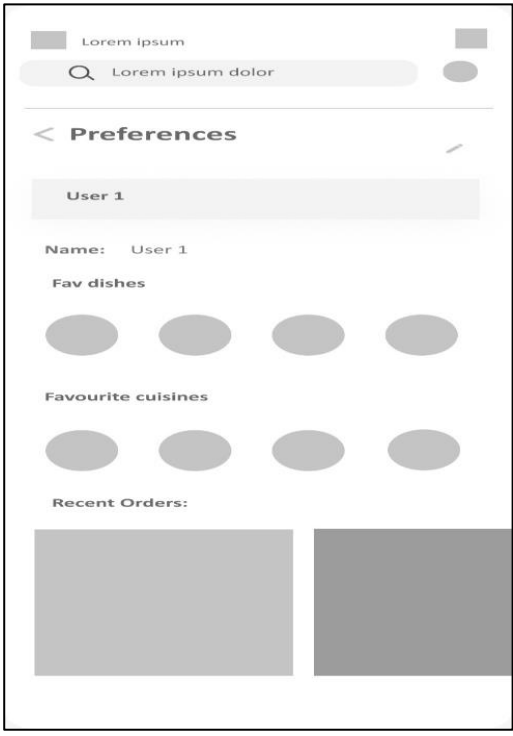 Lorem ipsum
Lorem ipsum dolor
< Preferences
User 1
Name: User 1
Fav dishes
Favourite cuisines
Recent Orders: